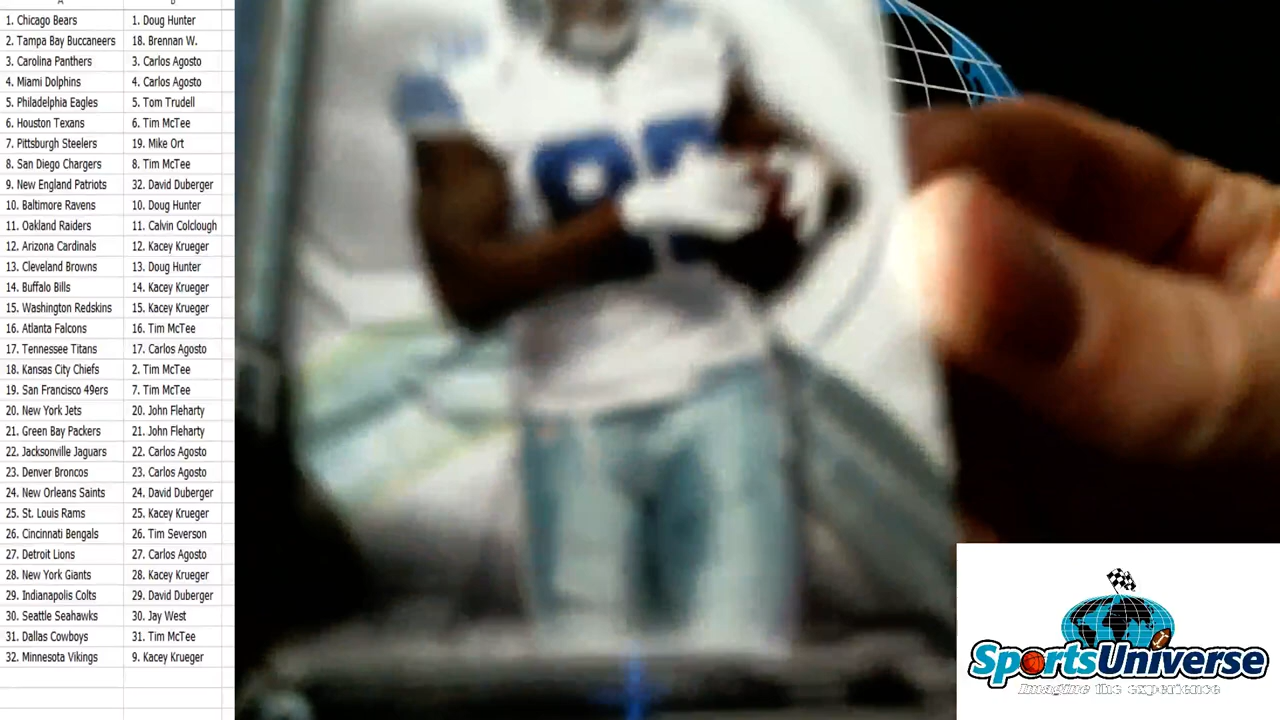 A B
1. Chicago Bears 1. Doug Hunter
2. Tampa Bay Buccaneers 18. Brennan W.
3. Carolina Panthers 3. Carlos Agosto
4. Miami Dolphins 4. Carlos Agosto
5. Philadelphia Eagles 5. Tom Trudell
6. Houston Texans 6. Tim McTee
7. Pittsburgh Steelers 19. Mike Ort
8. San Diego Chargers 8. Tim McTee
9. New England Patriots 32. David Duberger
10. Baltimore Ravens 10. Doug Hunter
11. Oakland Raiders 11. Calvin Colclough
12. Arizona Cardinals 12. Kacey Krueger
13. Cleveland Browns 13. Doug Hunter
14. Buffalo Bills 14. Kacey Krueger
15. Washington Redskins 15. Kacey Krueger
16. Atlanta Falcons 16. Tim McTee
17. Tennessee Titans 17. Carlos Agosto
18. Kansas City Chiefs 2. Tim McTee
19. San Francisco 49ers 7. Tim McTee
20. New York Jets 20. John Fleharty
21. Green Bay Packers 21. John Fleharty
22. Jacksonville Jaguars 22. Carlos Agosto
23. Denver Broncos 23. Carlos Agosto
24. New Orleans Saints 24. David Duberger
25. St. Louis Rams 25. Kacey Krueger
26. Cincinnati Bengals 26. Tim Severson
27. Detroit Lions 27. Carlos Agosto
28. New York Giants 28. Kacey Krueger
29. Indianapolis Colts 29. David Duberger
30. Seattle Seahawks 30. Jay West
31. Dallas Cowboys 31. Tim McTee
32. Minnesota Vikings 9. Kacey Krueger
SportsUniverse
Imagine the experience